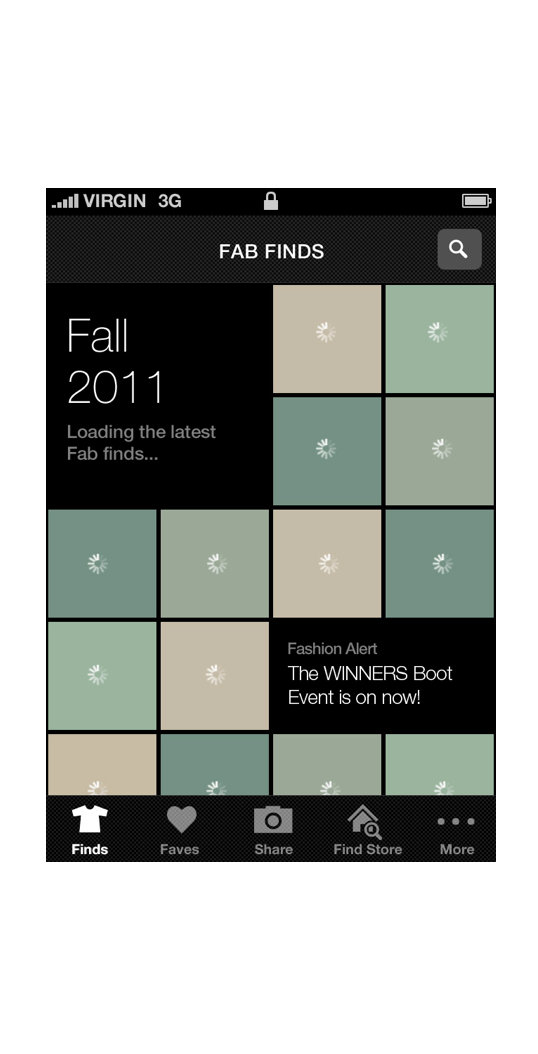 VIRGIN 3G
FAB FINDS
Fall
2011
Loading the latest
Fab finds...
Fashion Alert
The WINNERS Boot
Event is on now!
Finds Faves Share Find Store More